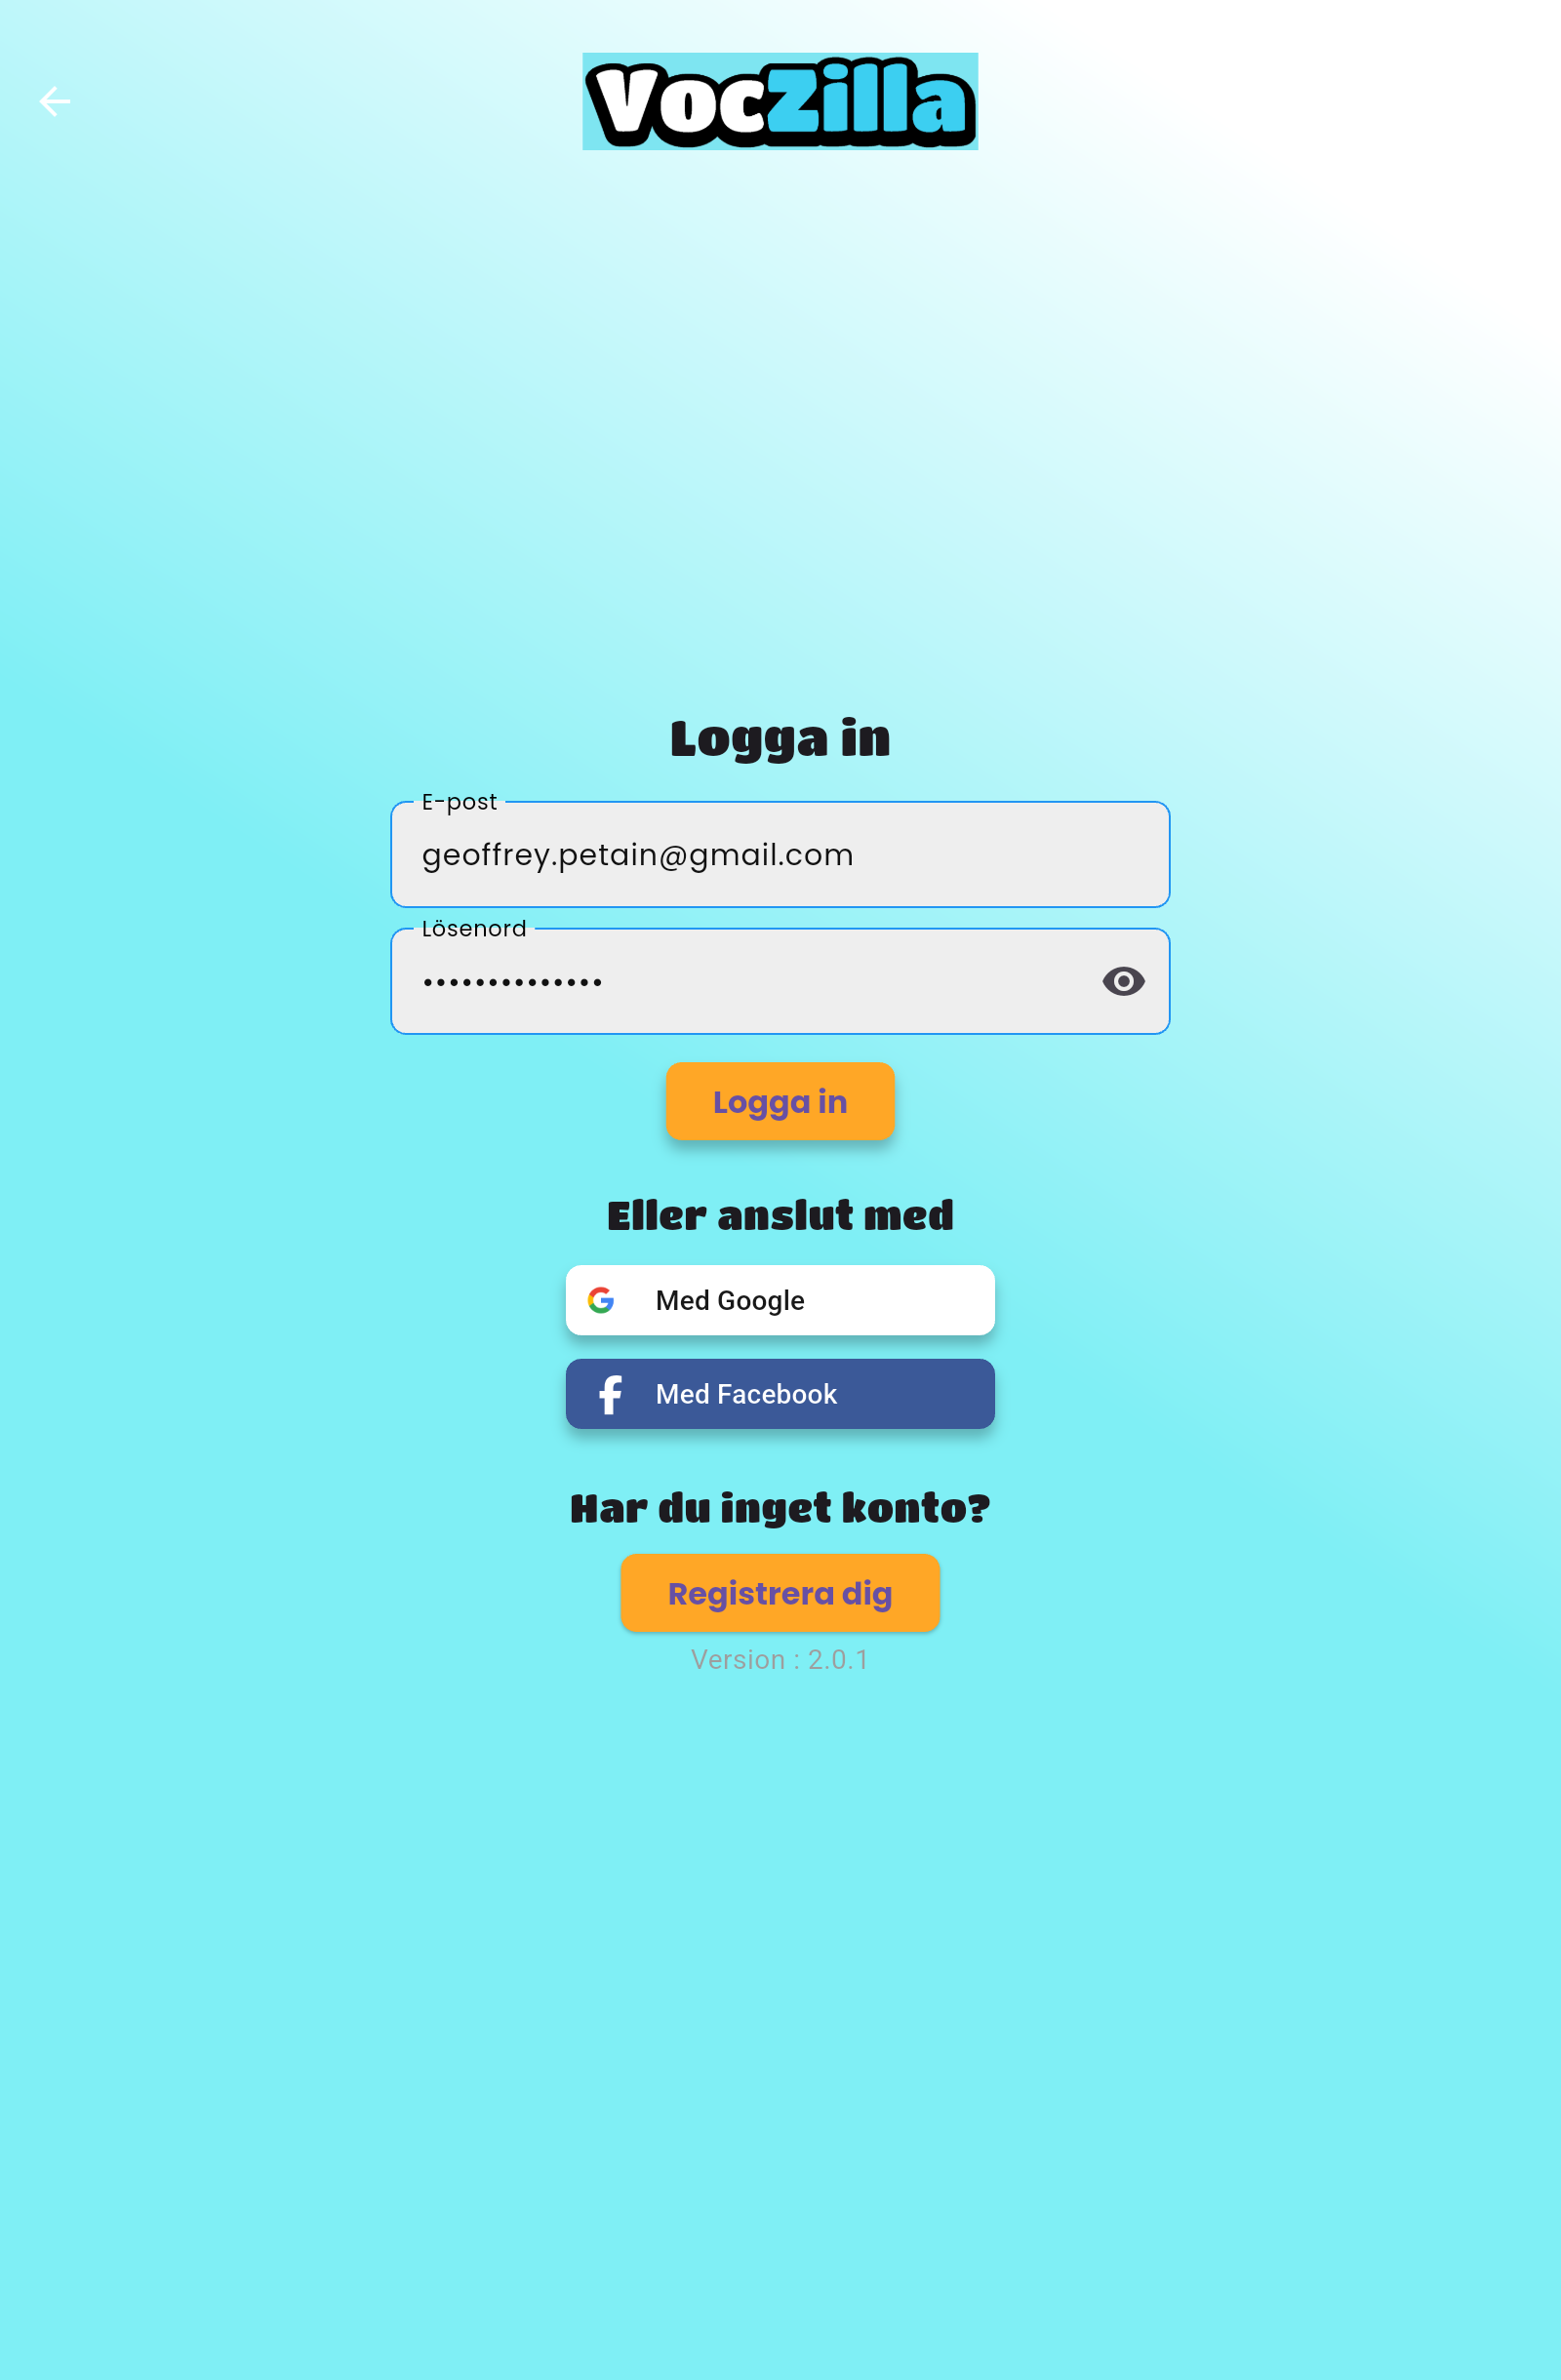 VocZilla
Logga in
E-post
geoffrey.petain@gmail.com
Lösenord
••••••••••••••
Logga in
Eller anslut med
Med Google
Med Facebook
Har du inget konto?
Registrera dig
Version : 2.0.1